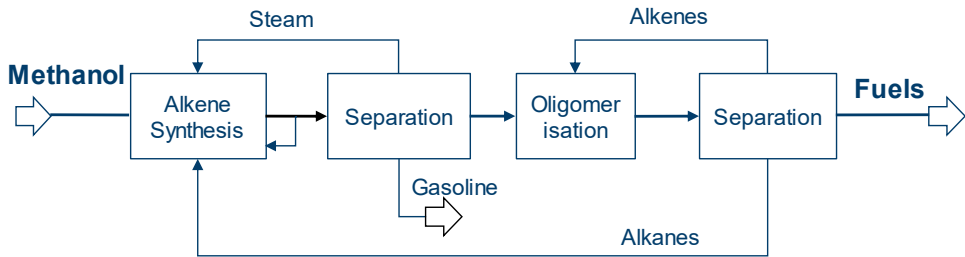 Steam
Alkenes
Methanol
Fuels
Alkene
Synthesis
Separation
Oligomer
isation
Separation
Gasoline
Alkanes